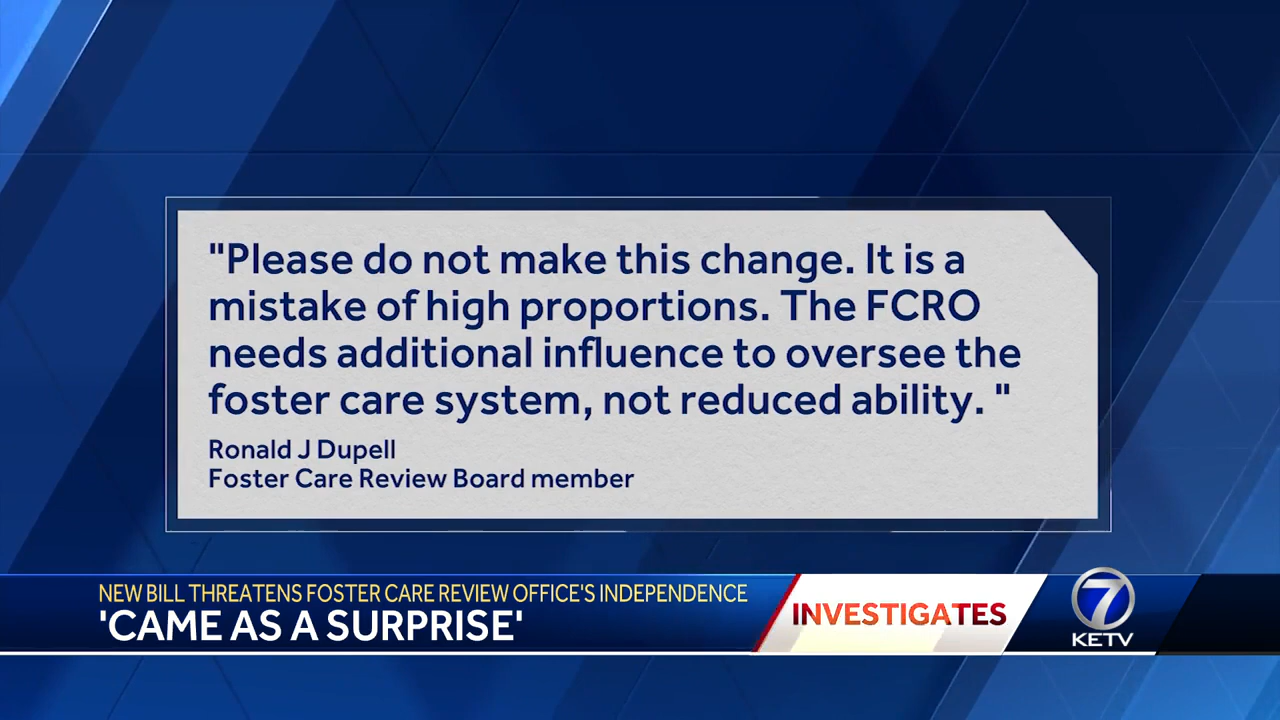 "Please do not make this change. It is a
mistake of high proportions. The FCRO
needs additional influence to oversee the
foster care system, not reduced ability. "
Ronald J Dupell
Foster Care Review Board member
NEW BILL THREATENS FOSTER CARE REVIEW OFFICE'S INDEPENDENCE
'CAME AS A SURPRISE'
INVESTIGATES
7
KETV